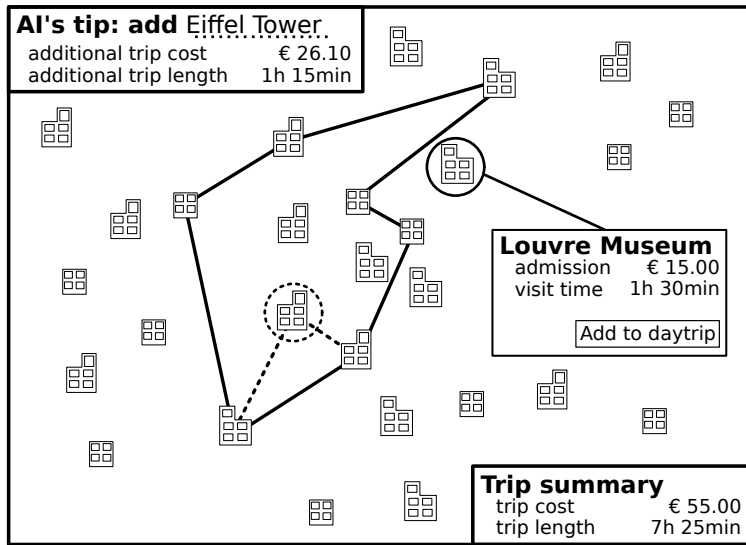 AI's tip: add Eiffel Tower
additional trip cost € 26.10
additional trip length 1h 15min
Louvre Museum
admission € 15.00
visit time 1h 30min
Add to daytrip
Trip summary
trip cost € 55.00
trip length 7h 25min